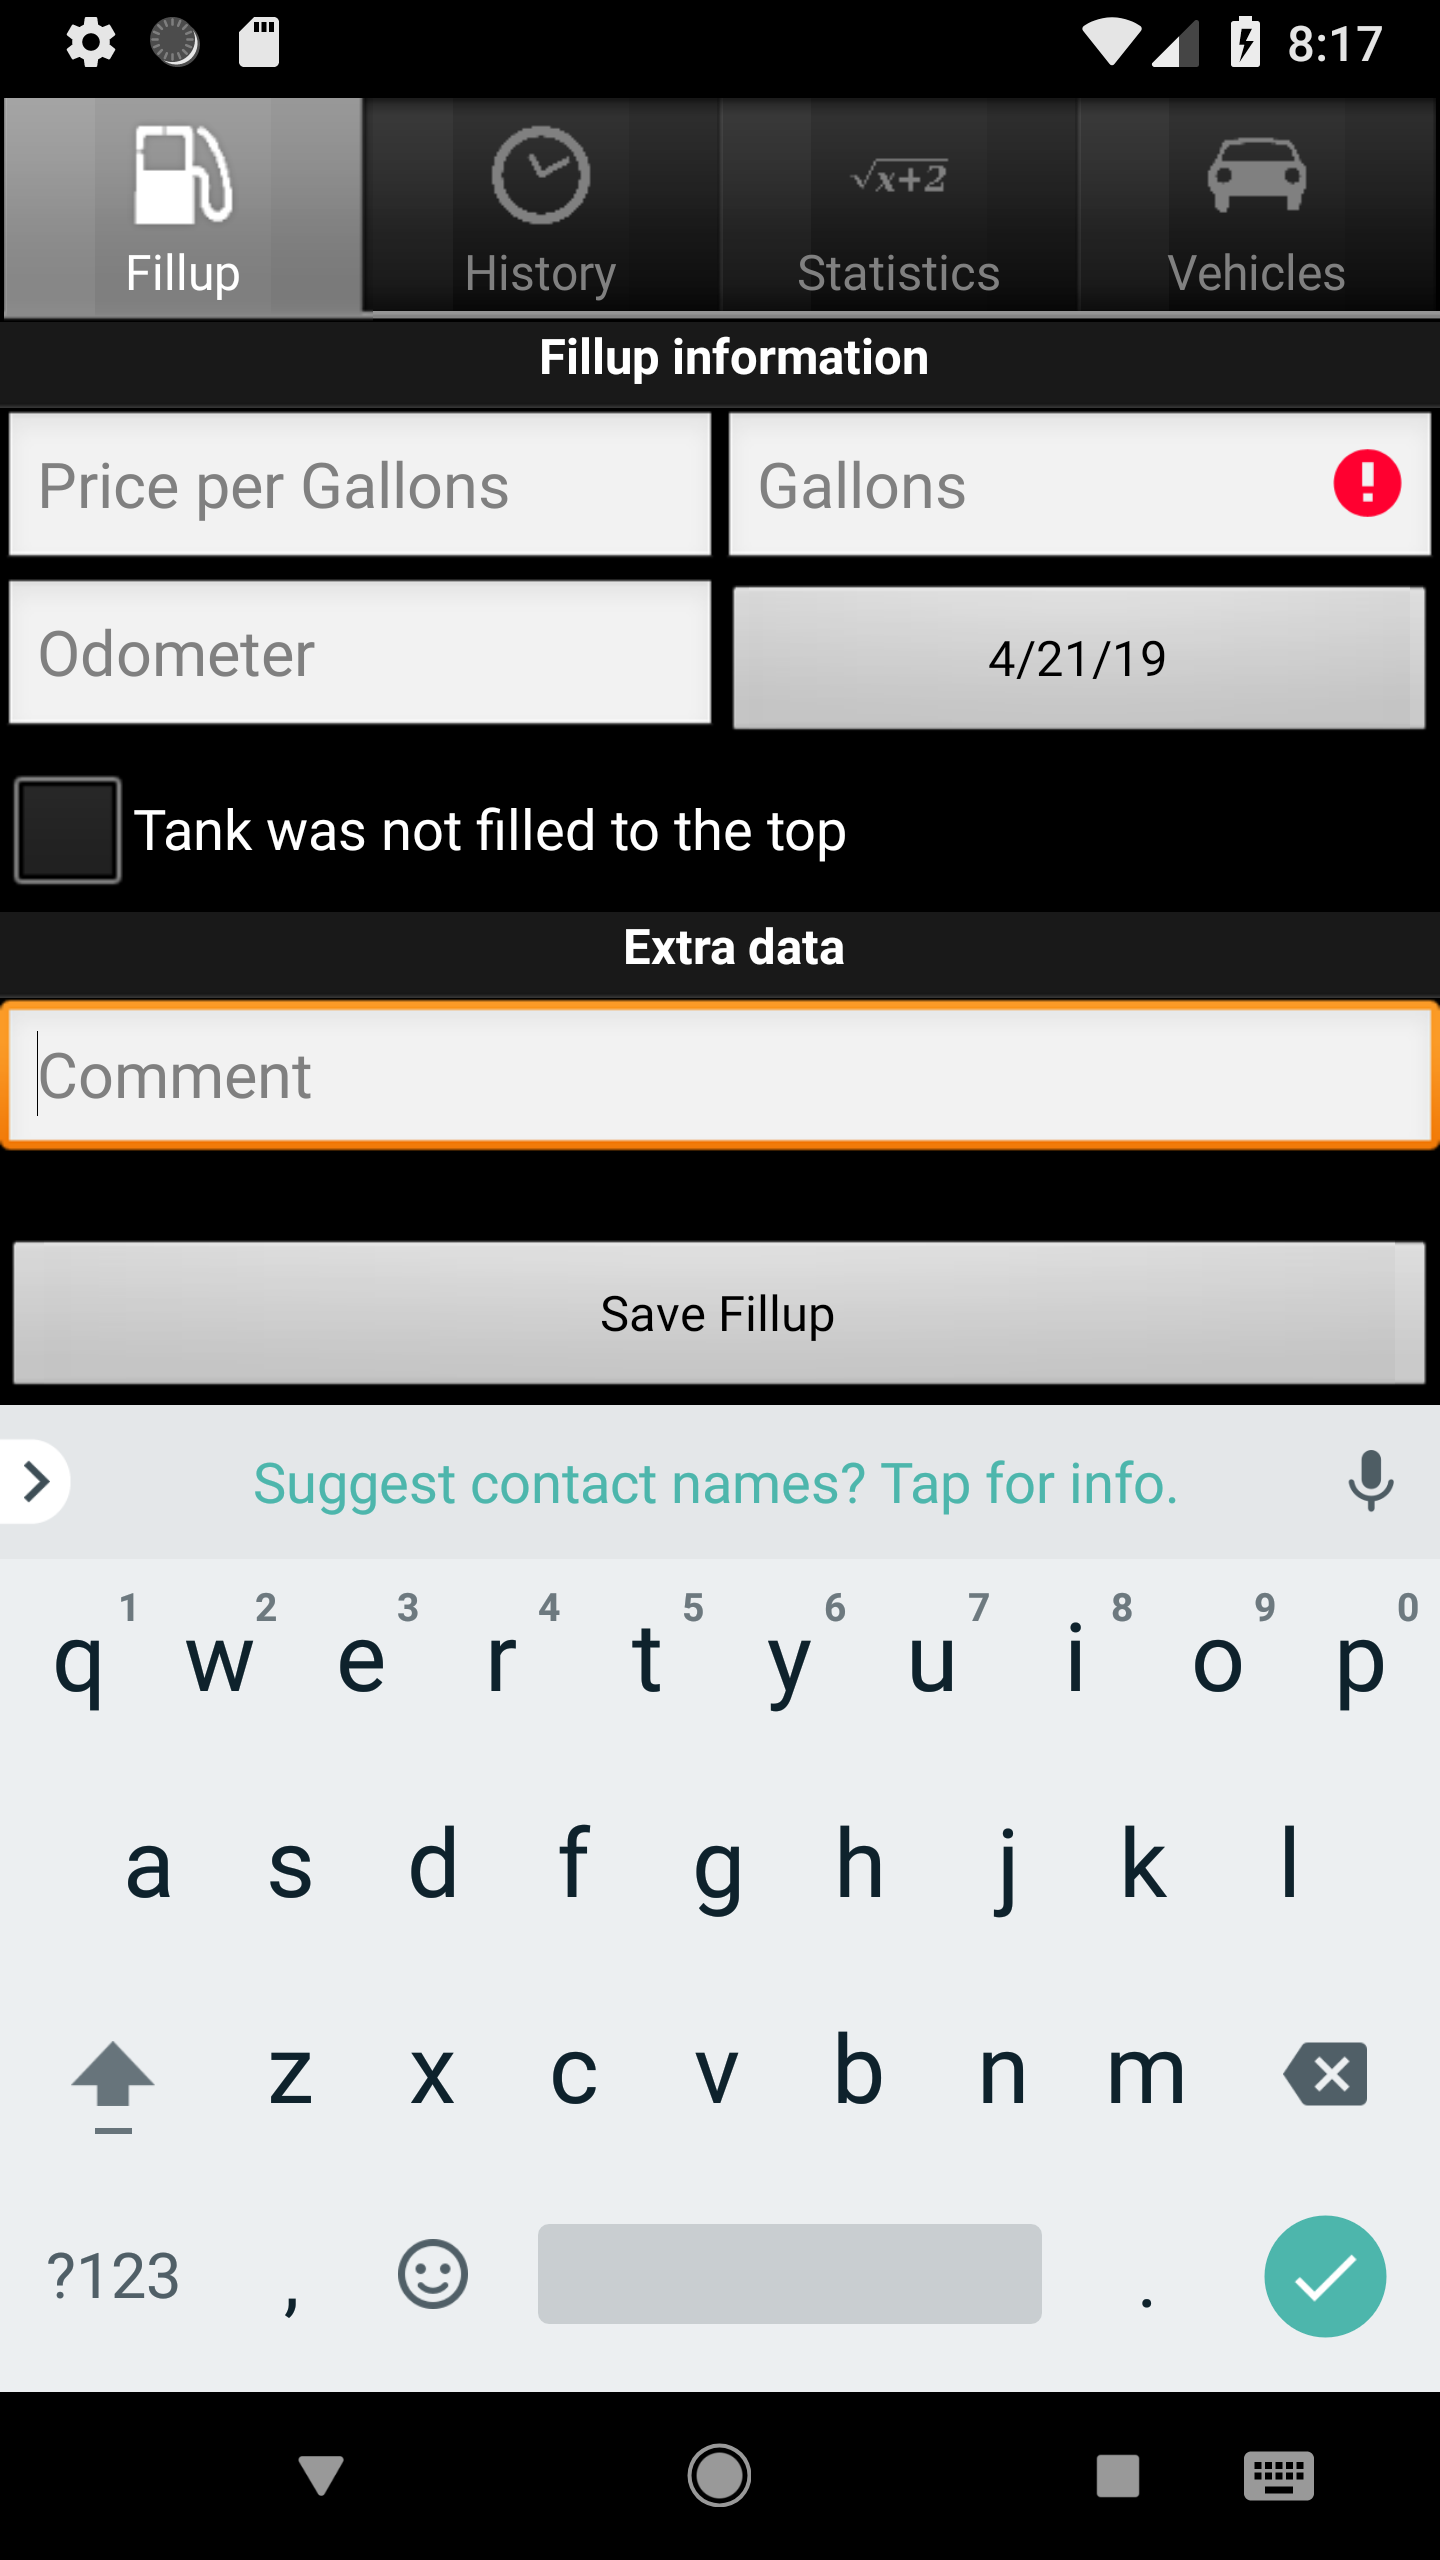 8:17
Fillup
History
√x+2
Statistics
Vehicles
Fillup information
Price per Gallons
Gallons
Odometer
4/21/19
Tank was not filled to the top
Extra data
Comment
Save Fillup
Suggest contact names? Tap for info.
1 2 3 4 5 6 7 8 9 0
q w e r t y u i o p
a s d f g h j k l
z x c v b n m
?123 , .